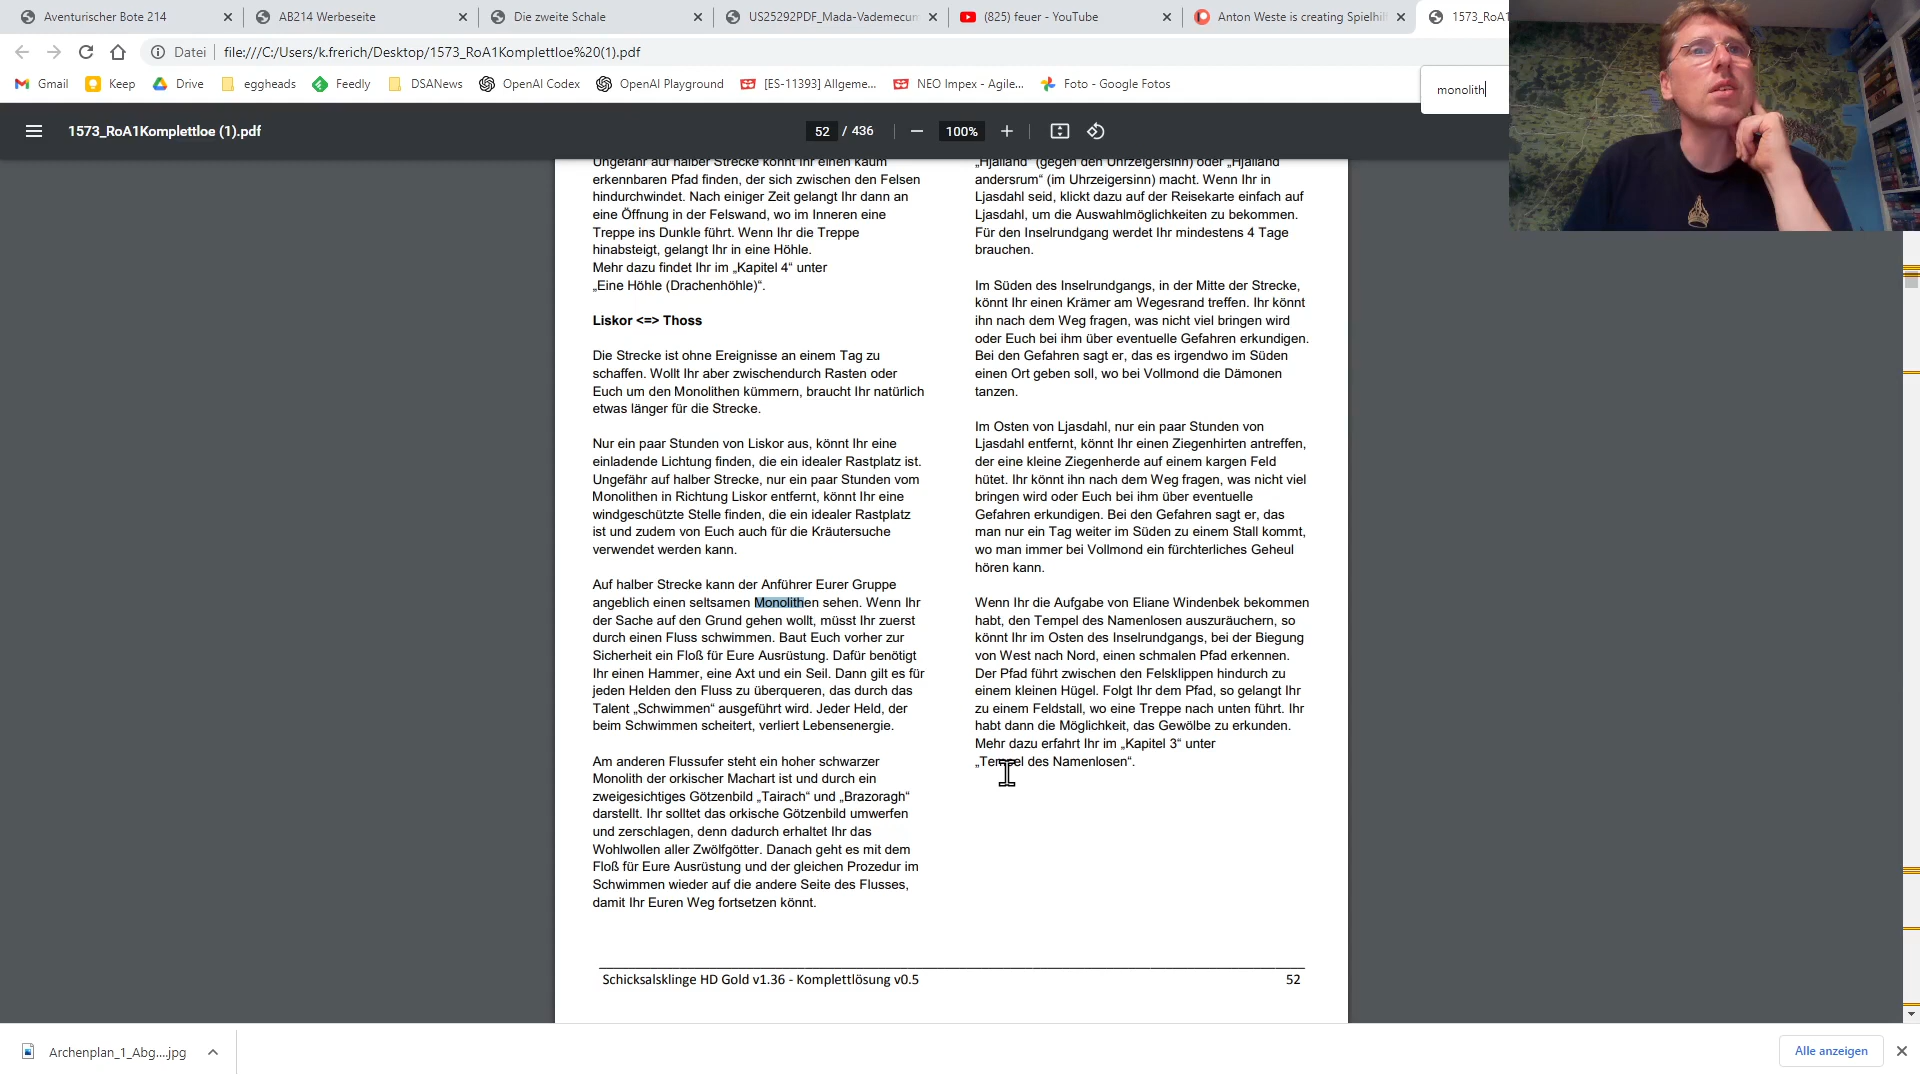 Aventurischer Bote 214
AB214 Werbeseite
Die zweite Schale
US25292PDF_Mada-Vademecum
(825) feuer - YouTube
Anton Weste is creating Spielhil
1573_RoA1
Datei
file:///C:/Users/k.frerich/Desktop/1573_RoA1Komplettloe%20(1).pdf
Gmail
Keep
Drive
eggheads
Feedly
DSANews
OpenAI Codex
OpenAI Playground
[ES-11393] Allgeme...
NEO Impex - Agile...
Foto - Google Fotos
monolith
1573_RoA1Komplettloe (1).pdf
52 / 436
100%
Ungefähr auf halber Strecke könnt Ihr einen kaum
erkennbaren Pfad finden, der sich zwischen den Felsen
hindurchwindet. Nach einiger Zeit gelangt Ihr dann an
eine Öffnung in der Felswand, wo im Inneren eine
Treppe ins Dunkle führt. Wenn Ihr die Treppe
hinabsteigt, gelangt Ihr in eine Höhle.
Mehr dazu findet Ihr im „Kapitel 4“ unter
„Eine Höhle (Drachenhöhle)“.
Liskor <=> Thoss
Die Strecke ist ohne Ereignisse an einem Tag zu
schaffen. Wollt Ihr aber zwischendurch Rasten oder
Euch um den Monolithen kümmern, braucht Ihr natürlich
etwas länger für die Strecke.
Nur ein paar Stunden von Liskor aus, könnt Ihr eine
einladende Lichtung finden, die ein idealer Rastplatz ist.
Ungefähr auf halber Strecke, nur ein paar Stunden vom
Monolithen in Richtung Liskor entfernt, könnt Ihr eine
windgeschützte Stelle finden, die ein idealer Rastplatz
ist und zudem von Euch auch für die Kräutersuche
verwendet werden kann.
Auf halber Strecke kann der Anführer Eurer Gruppe
angeblich einen seltsamen Monolithen sehen. Wenn Ihr
der Sache auf den Grund gehen wollt, müsst Ihr zuerst
durch einen Fluss schwimmen. Baut Euch vorher zur
Sicherheit ein Floß für Eure Ausrüstung. Dafür benötigt
Ihr einen Hammer, eine Axt und ein Seil. Dann gilt es für
jeden Helden den Fluss zu überqueren, das durch das
Talent „Schwimmen“ ausgeführt wird. Jeder Held, der
beim Schwimmen scheitert, verliert Lebensenergie.
Am anderen Flussufer steht ein hoher schwarzer
Monolith der orkischer Machart ist und durch ein
zweigesichtiges Götzenbild „Tairach“ und „Brazoragh“
darstellt. Ihr solltet das orkische Götzenbild umwerfen
und zerschlagen, denn dadurch erhaltet Ihr das
Wohlwollen aller Zwölfgötter. Danach geht es mit dem
Floß für Eure Ausrüstung und der gleichen Prozedur im
Schwimmen wieder auf die andere Seite des Flusses,
damit Ihr Euren Weg fortsetzen könnt.
„Hjalland“ (gegen den Uhrzeigersinn) oder „Hjalland
andersrum“ (im Uhrzeigersinn) macht. Wenn Ihr in
Ljasdahl seid, klickt dazu auf der Reisekarte einfach auf
Ljasdahl, um die Auswahlmöglichkeiten zu bekommen.
Für den Inselrundgang werdet Ihr mindestens 4 Tage
brauchen.
Im Süden des Inselrundgangs, in der Mitte der Strecke,
könnt Ihr einen Krämer am Wegesrand treffen. Ihr könnt
ihn nach dem Weg fragen, was nicht viel bringen wird
oder Euch bei ihm über eventuelle Gefahren erkundigen.
Bei den Gefahren sagt er, das es irgendwo im Süden
einen Ort geben soll, wo bei Vollmond die Dämonen
tanzen.
Im Osten von Ljasdahl, nur ein paar Stunden von
Ljasdahl entfernt, könnt Ihr einen Ziegenhirten antreffen,
der eine kleine Ziegenherde auf einem kargen Feld
hütet. Ihr könnt ihn nach dem Weg fragen, was nicht viel
bringen wird oder Euch bei ihm über eventuelle
Gefahren erkundigen. Bei den Gefahren sagt er, das
man nur ein Tag weiter im Süden zu einem Stall kommt,
wo man immer bei Vollmond ein fürchterliches Geheul
hören kann.
Wenn Ihr die Aufgabe von Eliane Windenbek bekommen
habt, den Tempel des Namenlosen auszuräuchern, so
könnt Ihr im Osten des Inselrundgangs, bei der Biegung
von West nach Nord, einen schmalen Pfad erkennen.
Der Pfad führt zwischen den Felsklippen hindurch zu
einem kleinen Hügel. Folgt Ihr dem Pfad, so gelangt Ihr
zu einem Feldstall, wo eine Treppe nach unten führt. Ihr
habt dann die Möglichkeit, das Gewölbe zu erkunden.
Mehr dazu erfahrt Ihr im „Kapitel 3“ unter
„Tempel des Namenlosen“.
Schicksalsklinge HD Gold v1.36 - Komplettlösung v0.5
52
Archenplan_1_Abg....jpg
Alle anzeigen